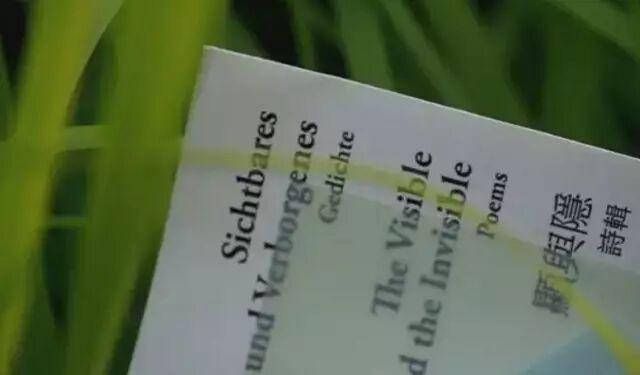 Sichtbares
und Verborgenes
Gedichte
The Visible
d the Invisible
Poems
顯與隱
詩輯